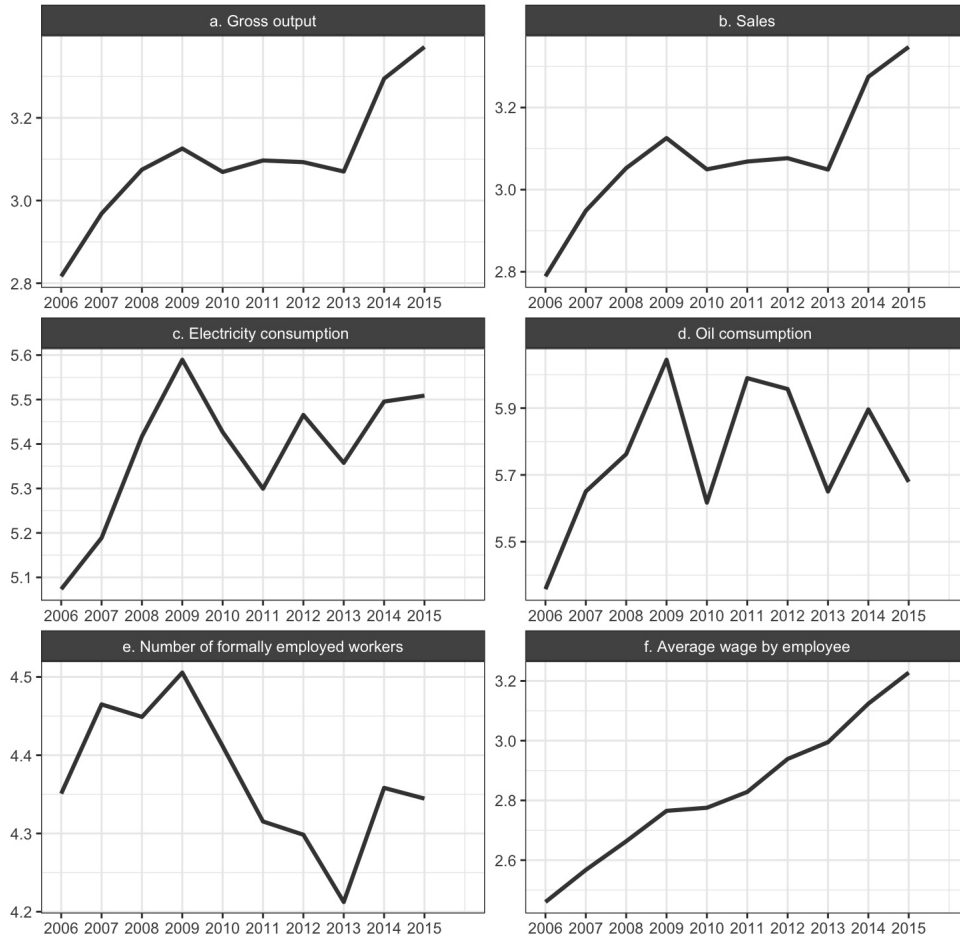 a. Gross output
3.2
3.0
2.8
2006 2007 2008 2009 2010 2011 2012 2013 2014 2015
b. Sales
3.2
3.0
2.8
2006 2007 2008 2009 2010 2011 2012 2013 2014 2015
c. Electricity consumption
5.6
5.5
5.4
5.3
5.2
5.1
2006 2007 2008 2009 2010 2011 2012 2013 2014 2015
d. Oil comsumption
5.9
5.7
5.5
2006 2007 2008 2009 2010 2011 2012 2013 2014 2015
e. Number of formally employed workers
4.5
4.4
4.3
4.2
2006 2007 2008 2009 2010 2011 2012 2013 2014 2015
f. Average wage by employee
3.2
3.0
2.8
2.6
2006 2007 2008 2009 2010 2011 2012 2013 2014 2015